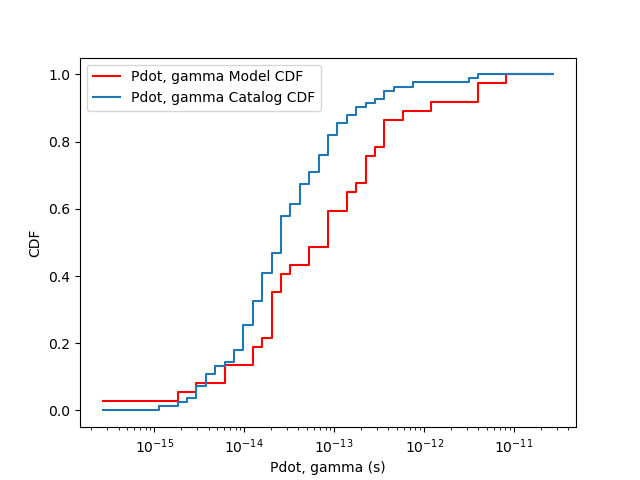 Pdot, gamma Model CDF
Pdot, gamma Catalog CDF
1.0
0.8
0.6
0.4
0.2
0.0
CDF
10⁻¹⁵ 10⁻¹⁴ 10⁻¹³ 10⁻¹² 10⁻¹¹
Pdot, gamma (s)